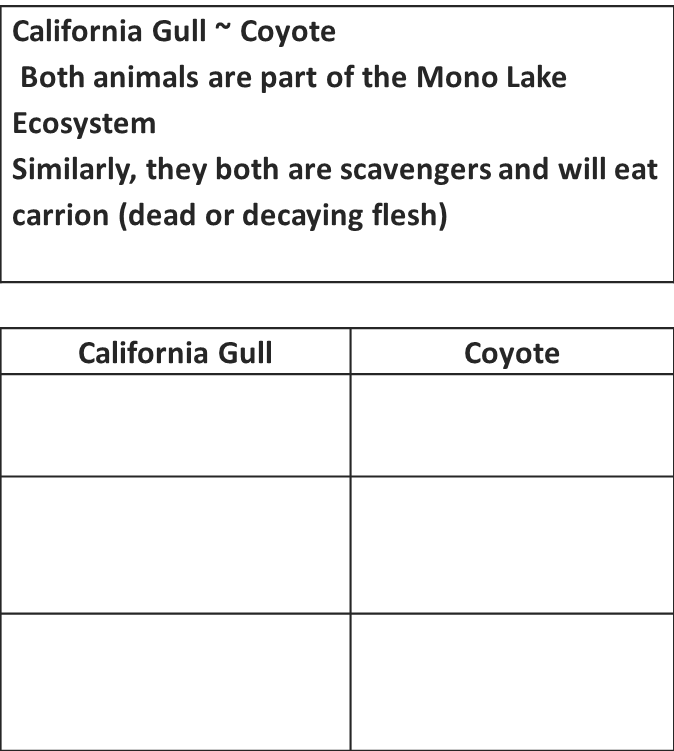 California Gull ~ Coyote
Both animals are part of the Mono Lake
Ecosystem
Similarly, they both are scavengers and will eat
carrion (dead or decaying flesh)
California Gull
Coyote